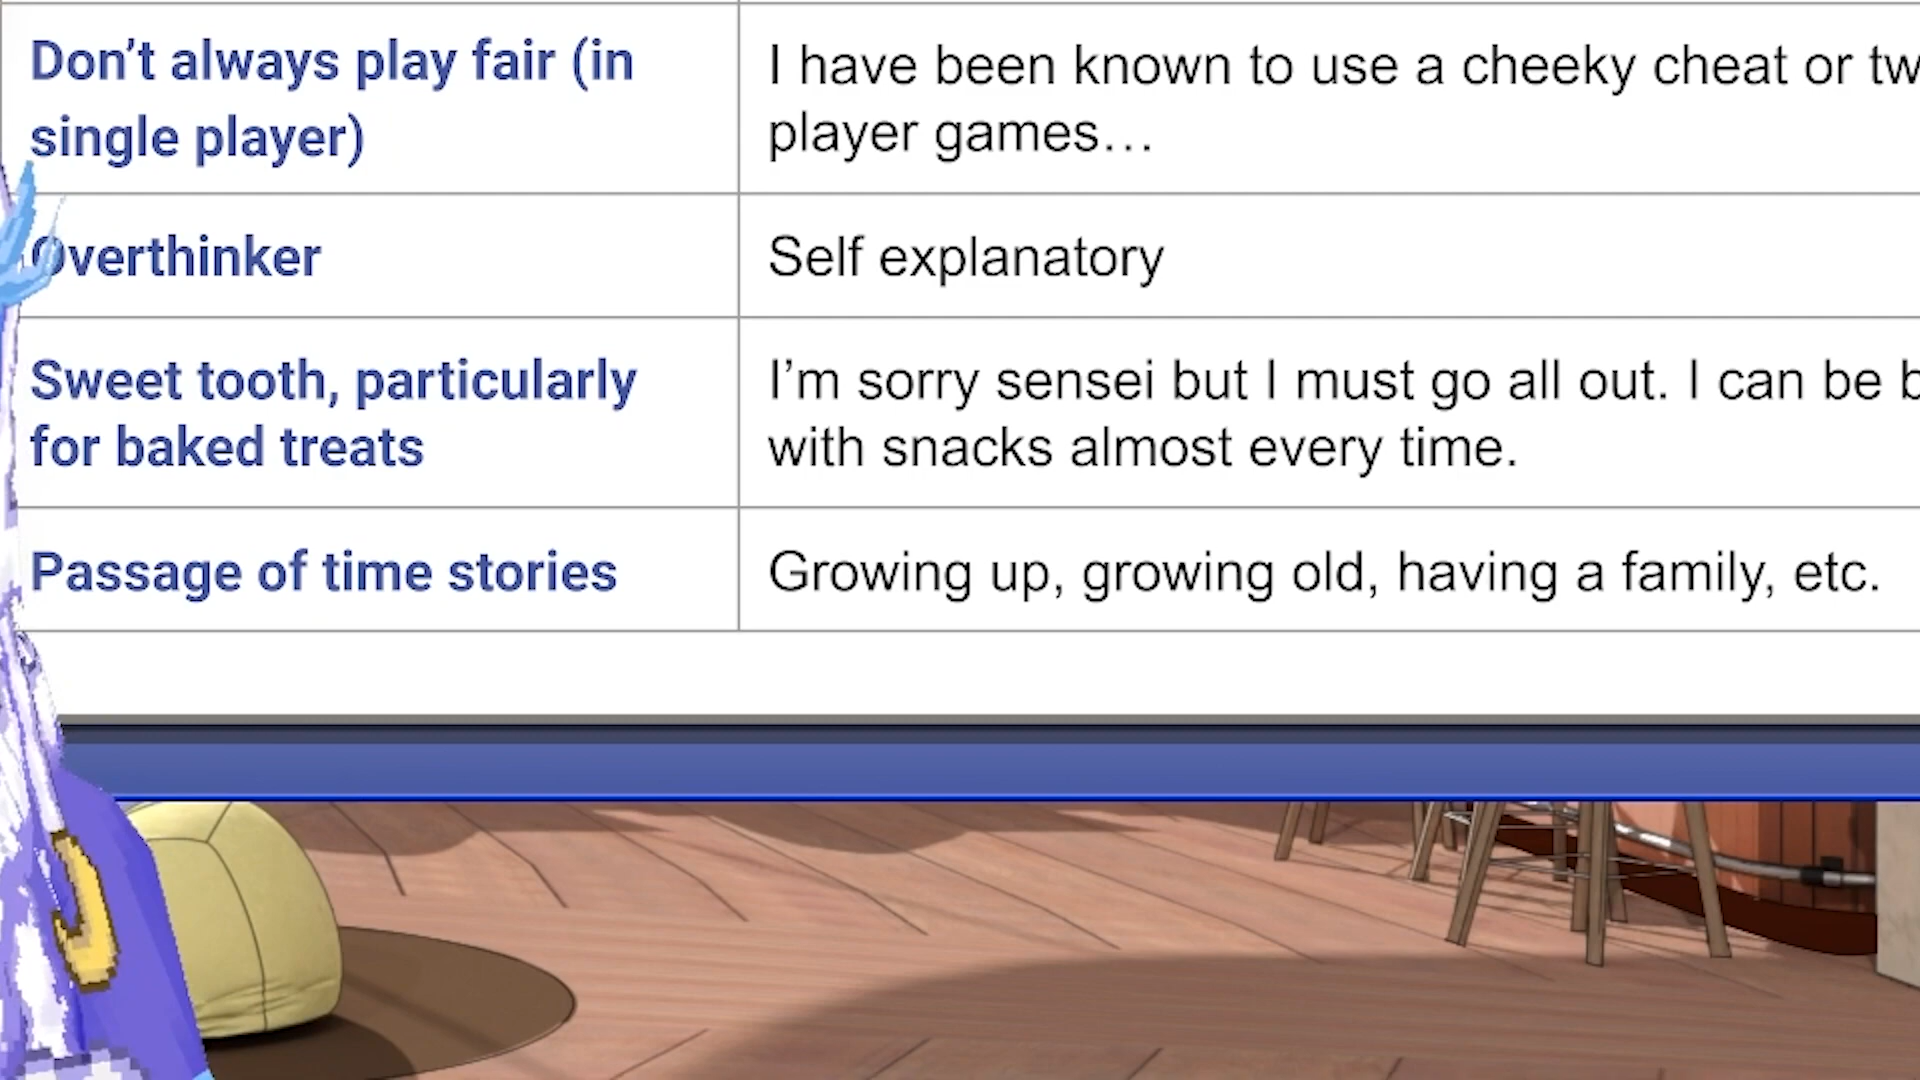 Don’t always play fair (in
single player)
I have been known to use a cheeky cheat or
player games…
Overthinker
Self explanatory
Sweet tooth, particularly
for baked treats
I’m sorry sensei but I must go all out. I can be
with snacks almost every time.
Passage of time stories
Growing up, growing old, having a family, etc.